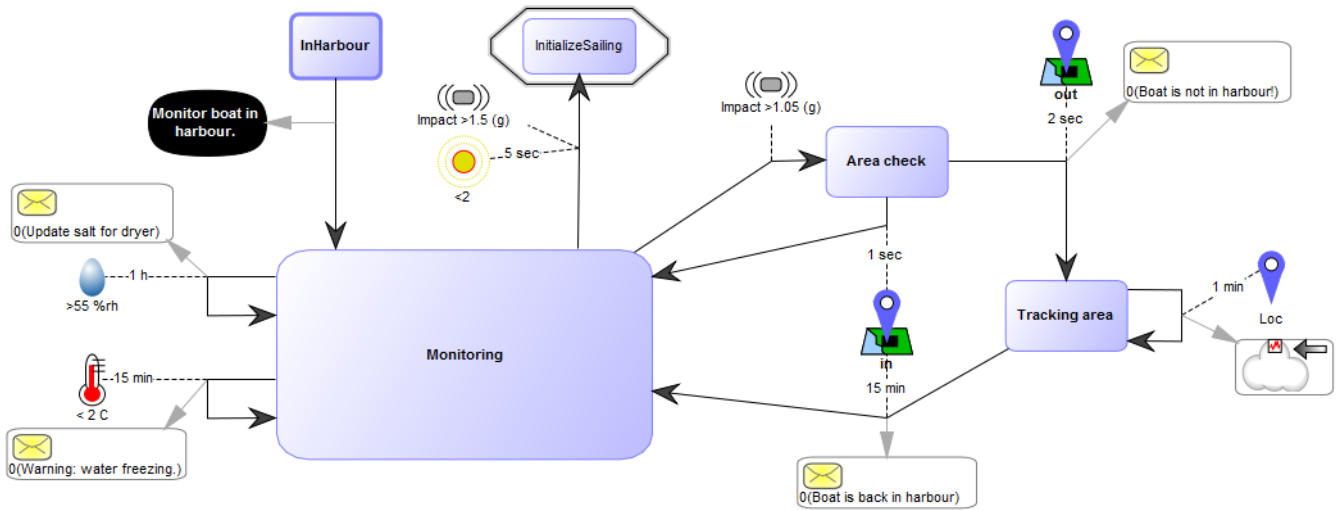 InHarbour
InitializeSailing
out
0(Boat is not in harbour!)
Monitor boat in
harbour.
Impact >1.5 (g)
Impact >1.05 (g)
2 sec
5 sec
<2
Area check
0(Update salt for dryer)
1 h
>55 %rh
1 sec
1 min
Loc
Tracking area
Monitoring
in
15 min
15 min
< 2 C
0(Warning: water freezing.)
0(Boat is back in harbour)